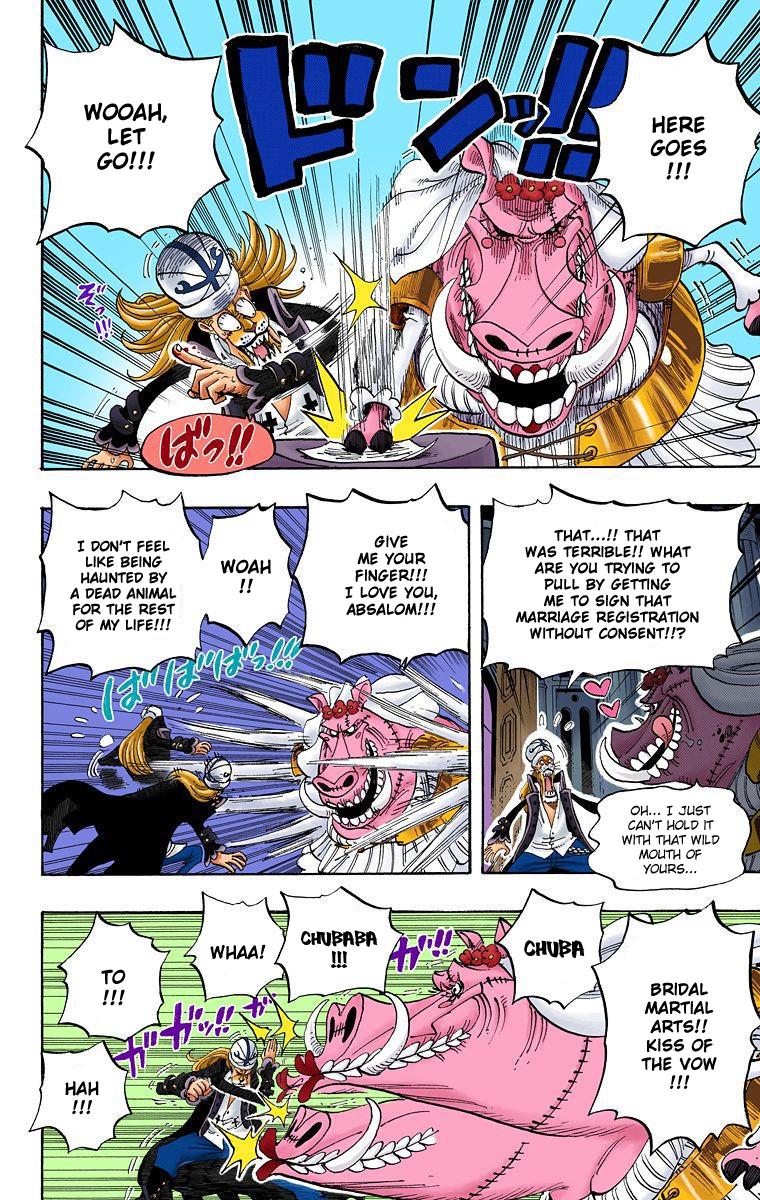 HERE
GOES
!!!
ドンッ!!
WOOAH,
LET
GO!!!
ぞっ!!!
ばっ!!
THAT...!! THAT
WAS TERRIBLE!! WHAT
ARE YOU TRYING TO
PULL BY GETTING
ME TO SIGN THAT
MARRIAGE REGISTRATION
WITHOUT CONSENT!!?
OH... I JUST
CAN'T HOLD IT
WITH THAT WILD
MOUTH OF
YOURS...
GIVE
ME YOUR
FINGER!!!
I LOVE YOU,
ABSALOM!!!
WOAH
!!
I DON'T FEEL
LIKE BEING
HAUNTED BY
A DEAD ANIMAL
FOR THE REST
OF MY LIFE!!!
ばばばっ!!!
BRIDAL
MARTIAL
ARTS!!
KISS OF
THE VOW
!!!
CHUBA
CHUBABA
!!!
ガ!!
WHAA!
ガガッ!!
TO
!!!
HAH
!!!